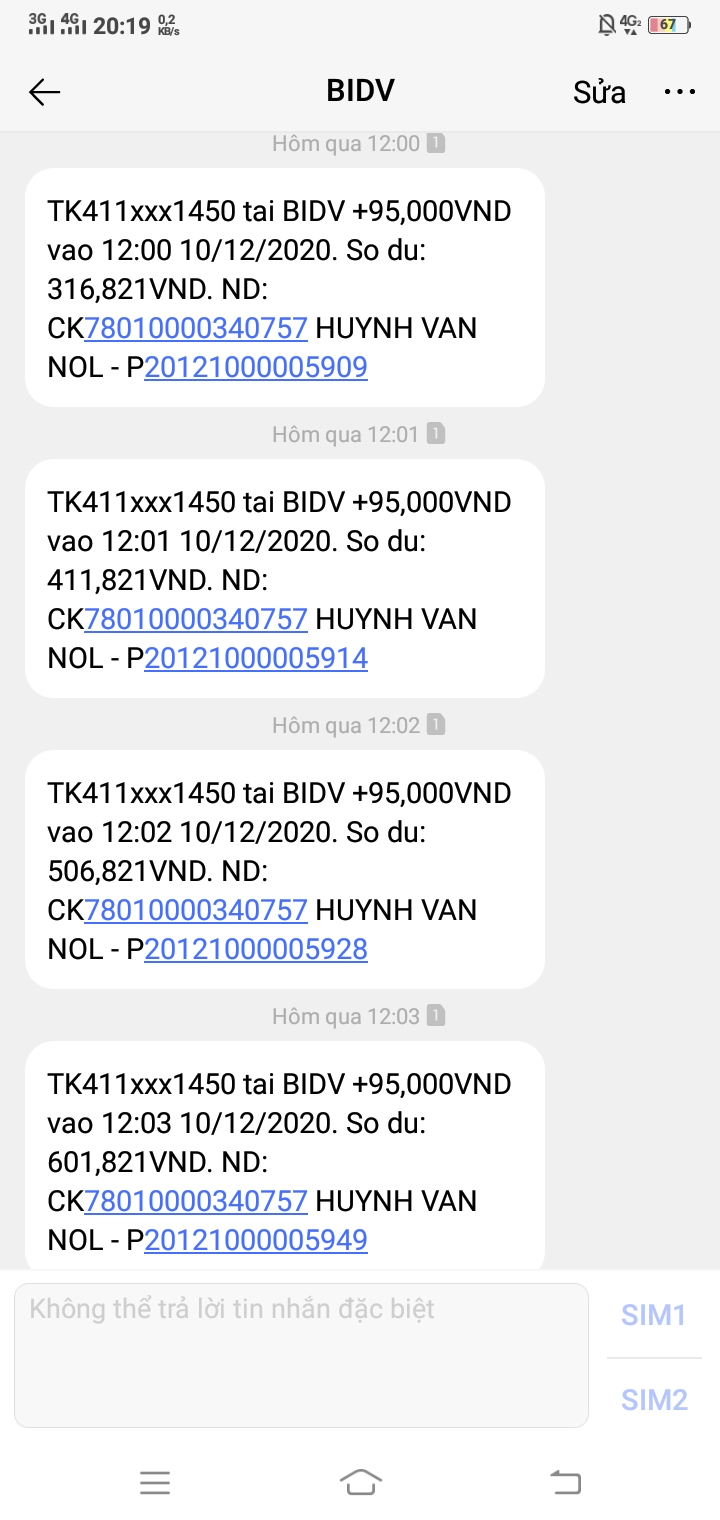 3G 4G 20:19 0,2 KB/s 4G2 67
BIDV Sửa
Hôm qua 12:00 1
TK411xxx1450 tai BIDV +95,000VND
vao 12:00 10/12/2020. So du:
316,821VND. ND:
CK78010000340757 HUYNH VAN
NOL - P20121000005909
Hôm qua 12:01 1
TK411xxx1450 tai BIDV +95,000VND
vao 12:01 10/12/2020. So du:
411,821VND. ND:
CK78010000340757 HUYNH VAN
NOL - P20121000005914
Hôm qua 12:02 1
TK411xxx1450 tai BIDV +95,000VND
vao 12:02 10/12/2020. So du:
506,821VND. ND:
CK78010000340757 HUYNH VAN
NOL - P20121000005928
Hôm qua 12:03 1
TK411xxx1450 tai BIDV +95,000VND
vao 12:03 10/12/2020. So du:
601,821VND. ND:
CK78010000340757 HUYNH VAN
NOL - P20121000005949
Không thể trả lời tin nhắn đặc biệt
SIM1
SIM2